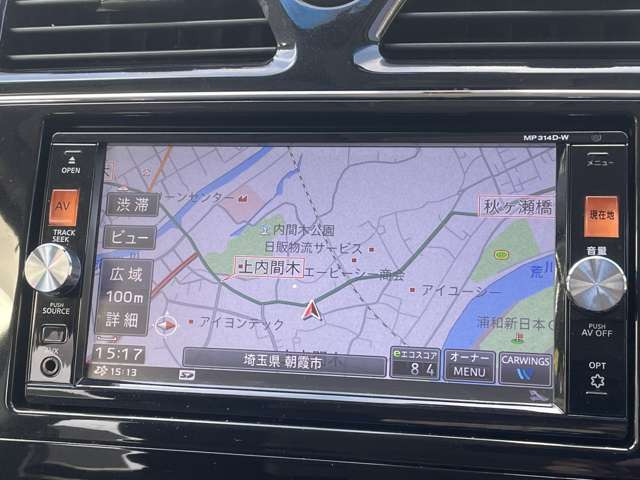 MP314D-W
OPEN
AV
TRACK
SEEK
PUSH
SOURCE
AUX
メニュー
現在地
音量
PUSH
AV OFF
OPT
ーンセンター
渋滞
秋ヶ瀬橋
内間木公園
ビュー
日販物流サービス
荒川
広域
上内間木
エービーシー商会
100m
アイユーシー
詳細
アイヨンテック
浦和新日本C
15:17
埼玉県 朝霞市
eエコスコア
84
オーナー
MENU
CARWINGS
15:13